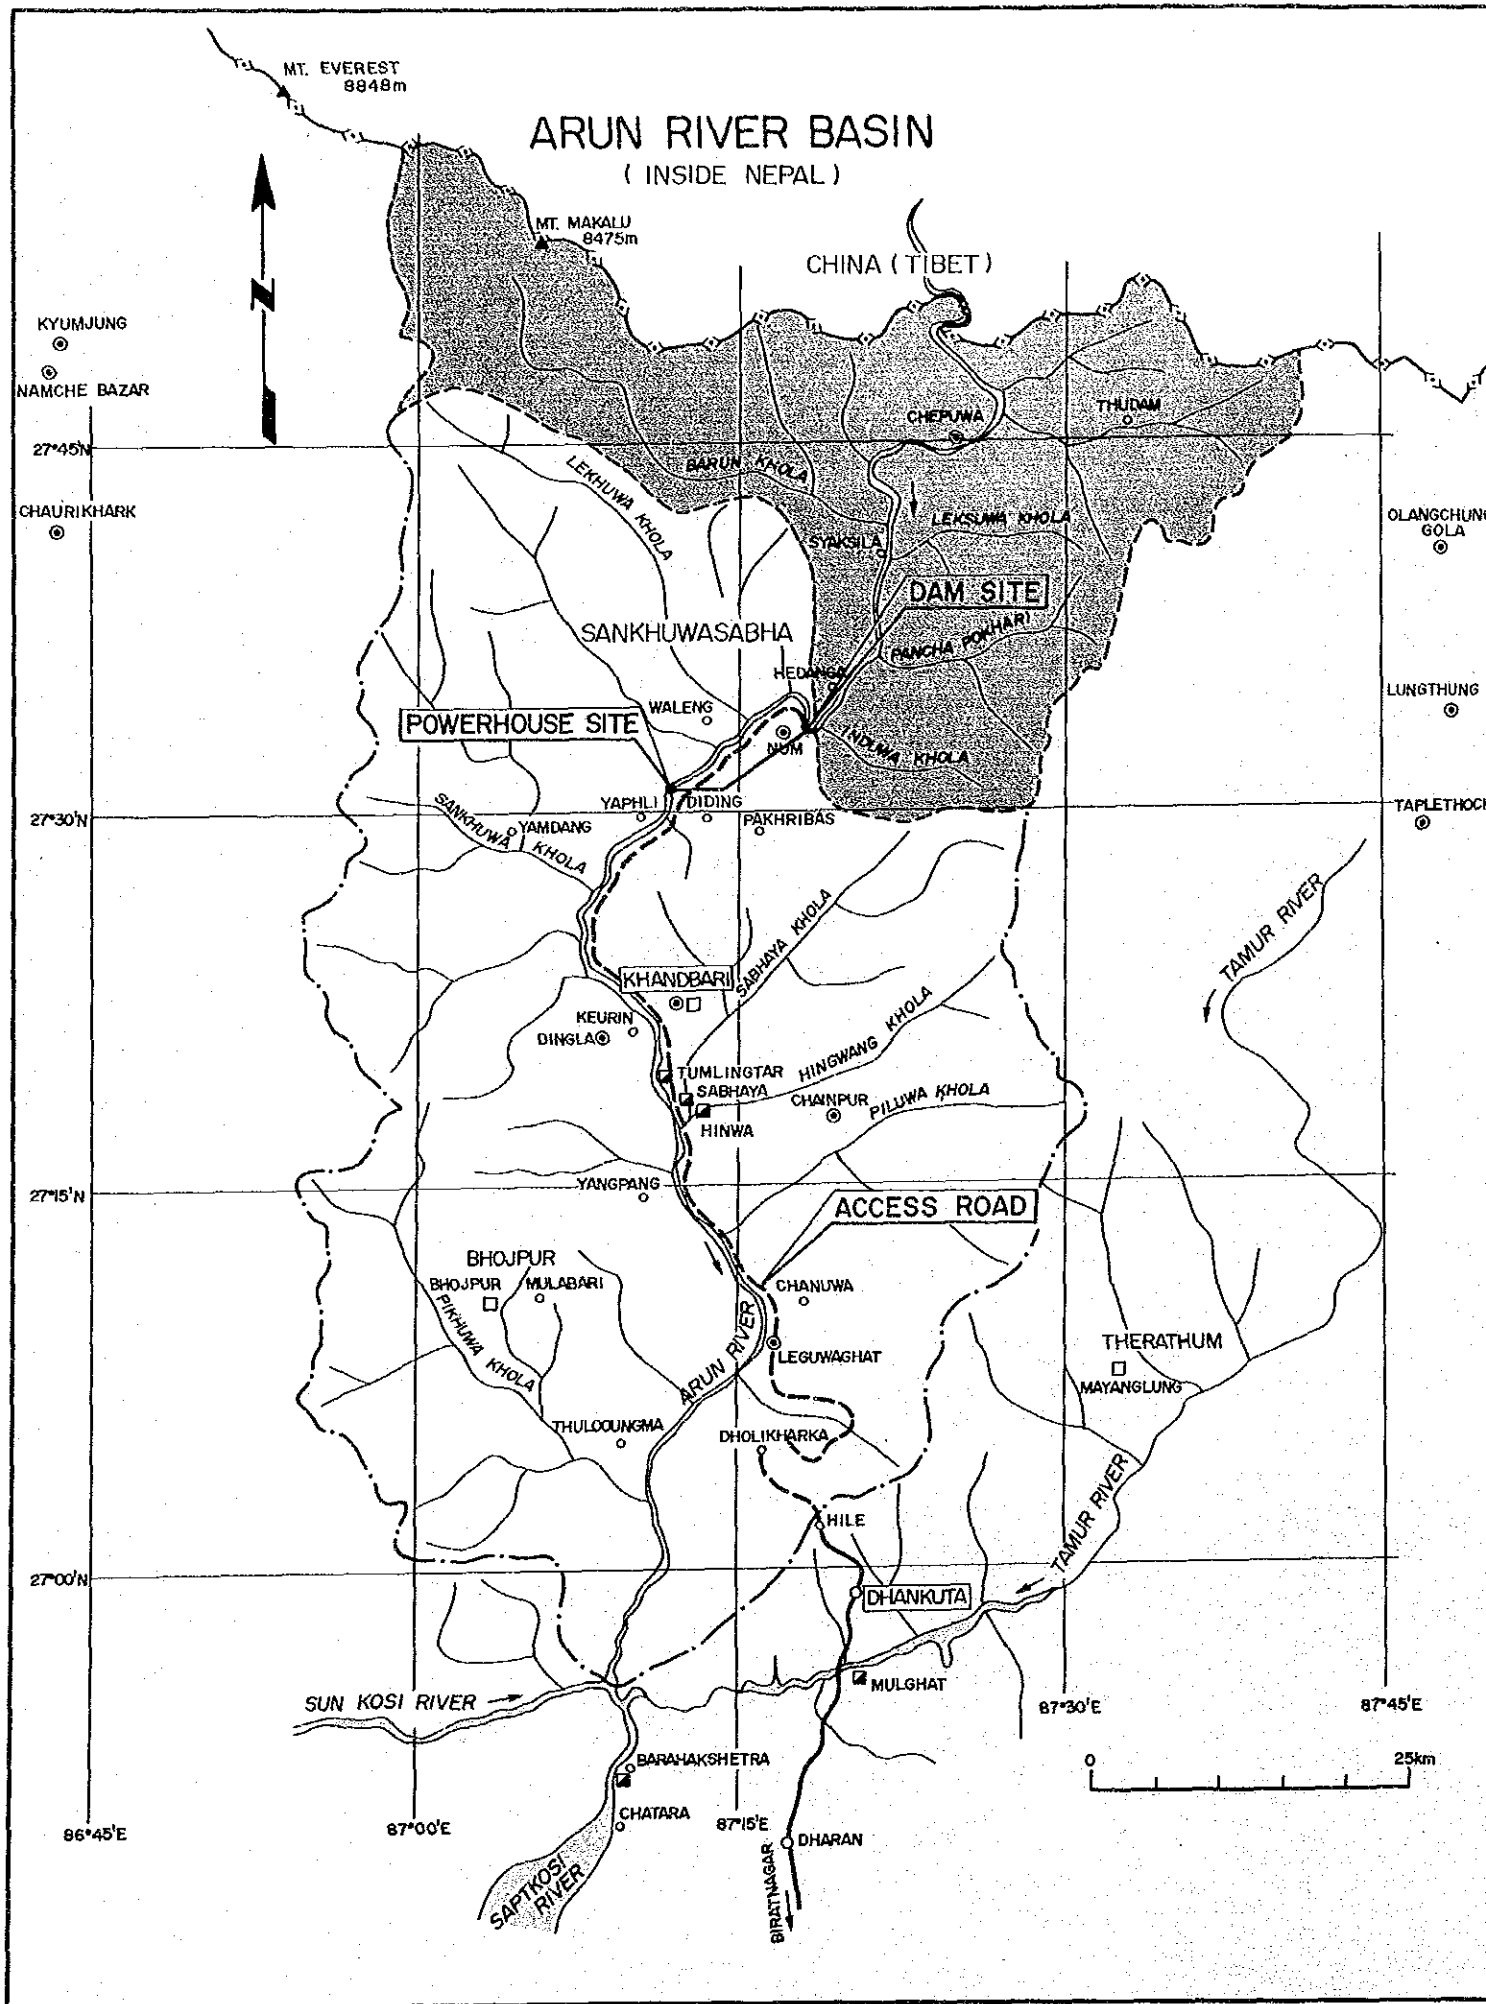 MT. EVEREST
8848m
ARUN RIVER BASIN
( INSIDE NEPAL )
MT. MAKALU
8475m
CHINA ( TIBET )
N
KYUMJUNG
NAMCHE BAZAR
CHEPUWA
THUDAM
27°45'N
LEKHUWA KHOLA
BARUN KHOLA
CHAURIKHARK
LEKSUWA KHOLA
OLANGCHUNG
GOLA
SYAKSILA
DAM SITE
SANKHUWASABHA
PANCHA POKHARI
HEDANGA
LUNGTHUNG
WALENG
POWERHOUSE SITE
NUM
INDUWA KHOLA
YAPHLI
DIDING
27°30'N
SANKHUWA KHOLA
YAMDANG
PAKHRIBAS
TAPLETHOCK
TAMUR RIVER
SABHAYA KHOLA
KHANDBARI
KEURIN
DINGLA
HINGWANG KHOLA
TUMLINGTAR
SABHAYA
CHAINPUR
PILUWA KHOLA
HINWA
YANGPANG
27°15'N
ACCESS ROAD
BHOJPUR
BHOJPUR
MULABARI
CHANUWA
PIKHUWA KHOLA
ARUN RIVER
LEGUWAGHAT
THERATHUM
MAYANGLUNG
THULODUNGMA
DHOLIKHARKA
TAMUR RIVER
HILE
27°00'N
DHANKUTA
MULGHAT
SUN KOSI RIVER
87°30'E
87°45'E
BARAHAKSHETRA
0
25km
CHATARA
86°45'E
87°00'E
87°15'E
DHARAN
SAPTKOSI
RIVER
BIRATNAGAR